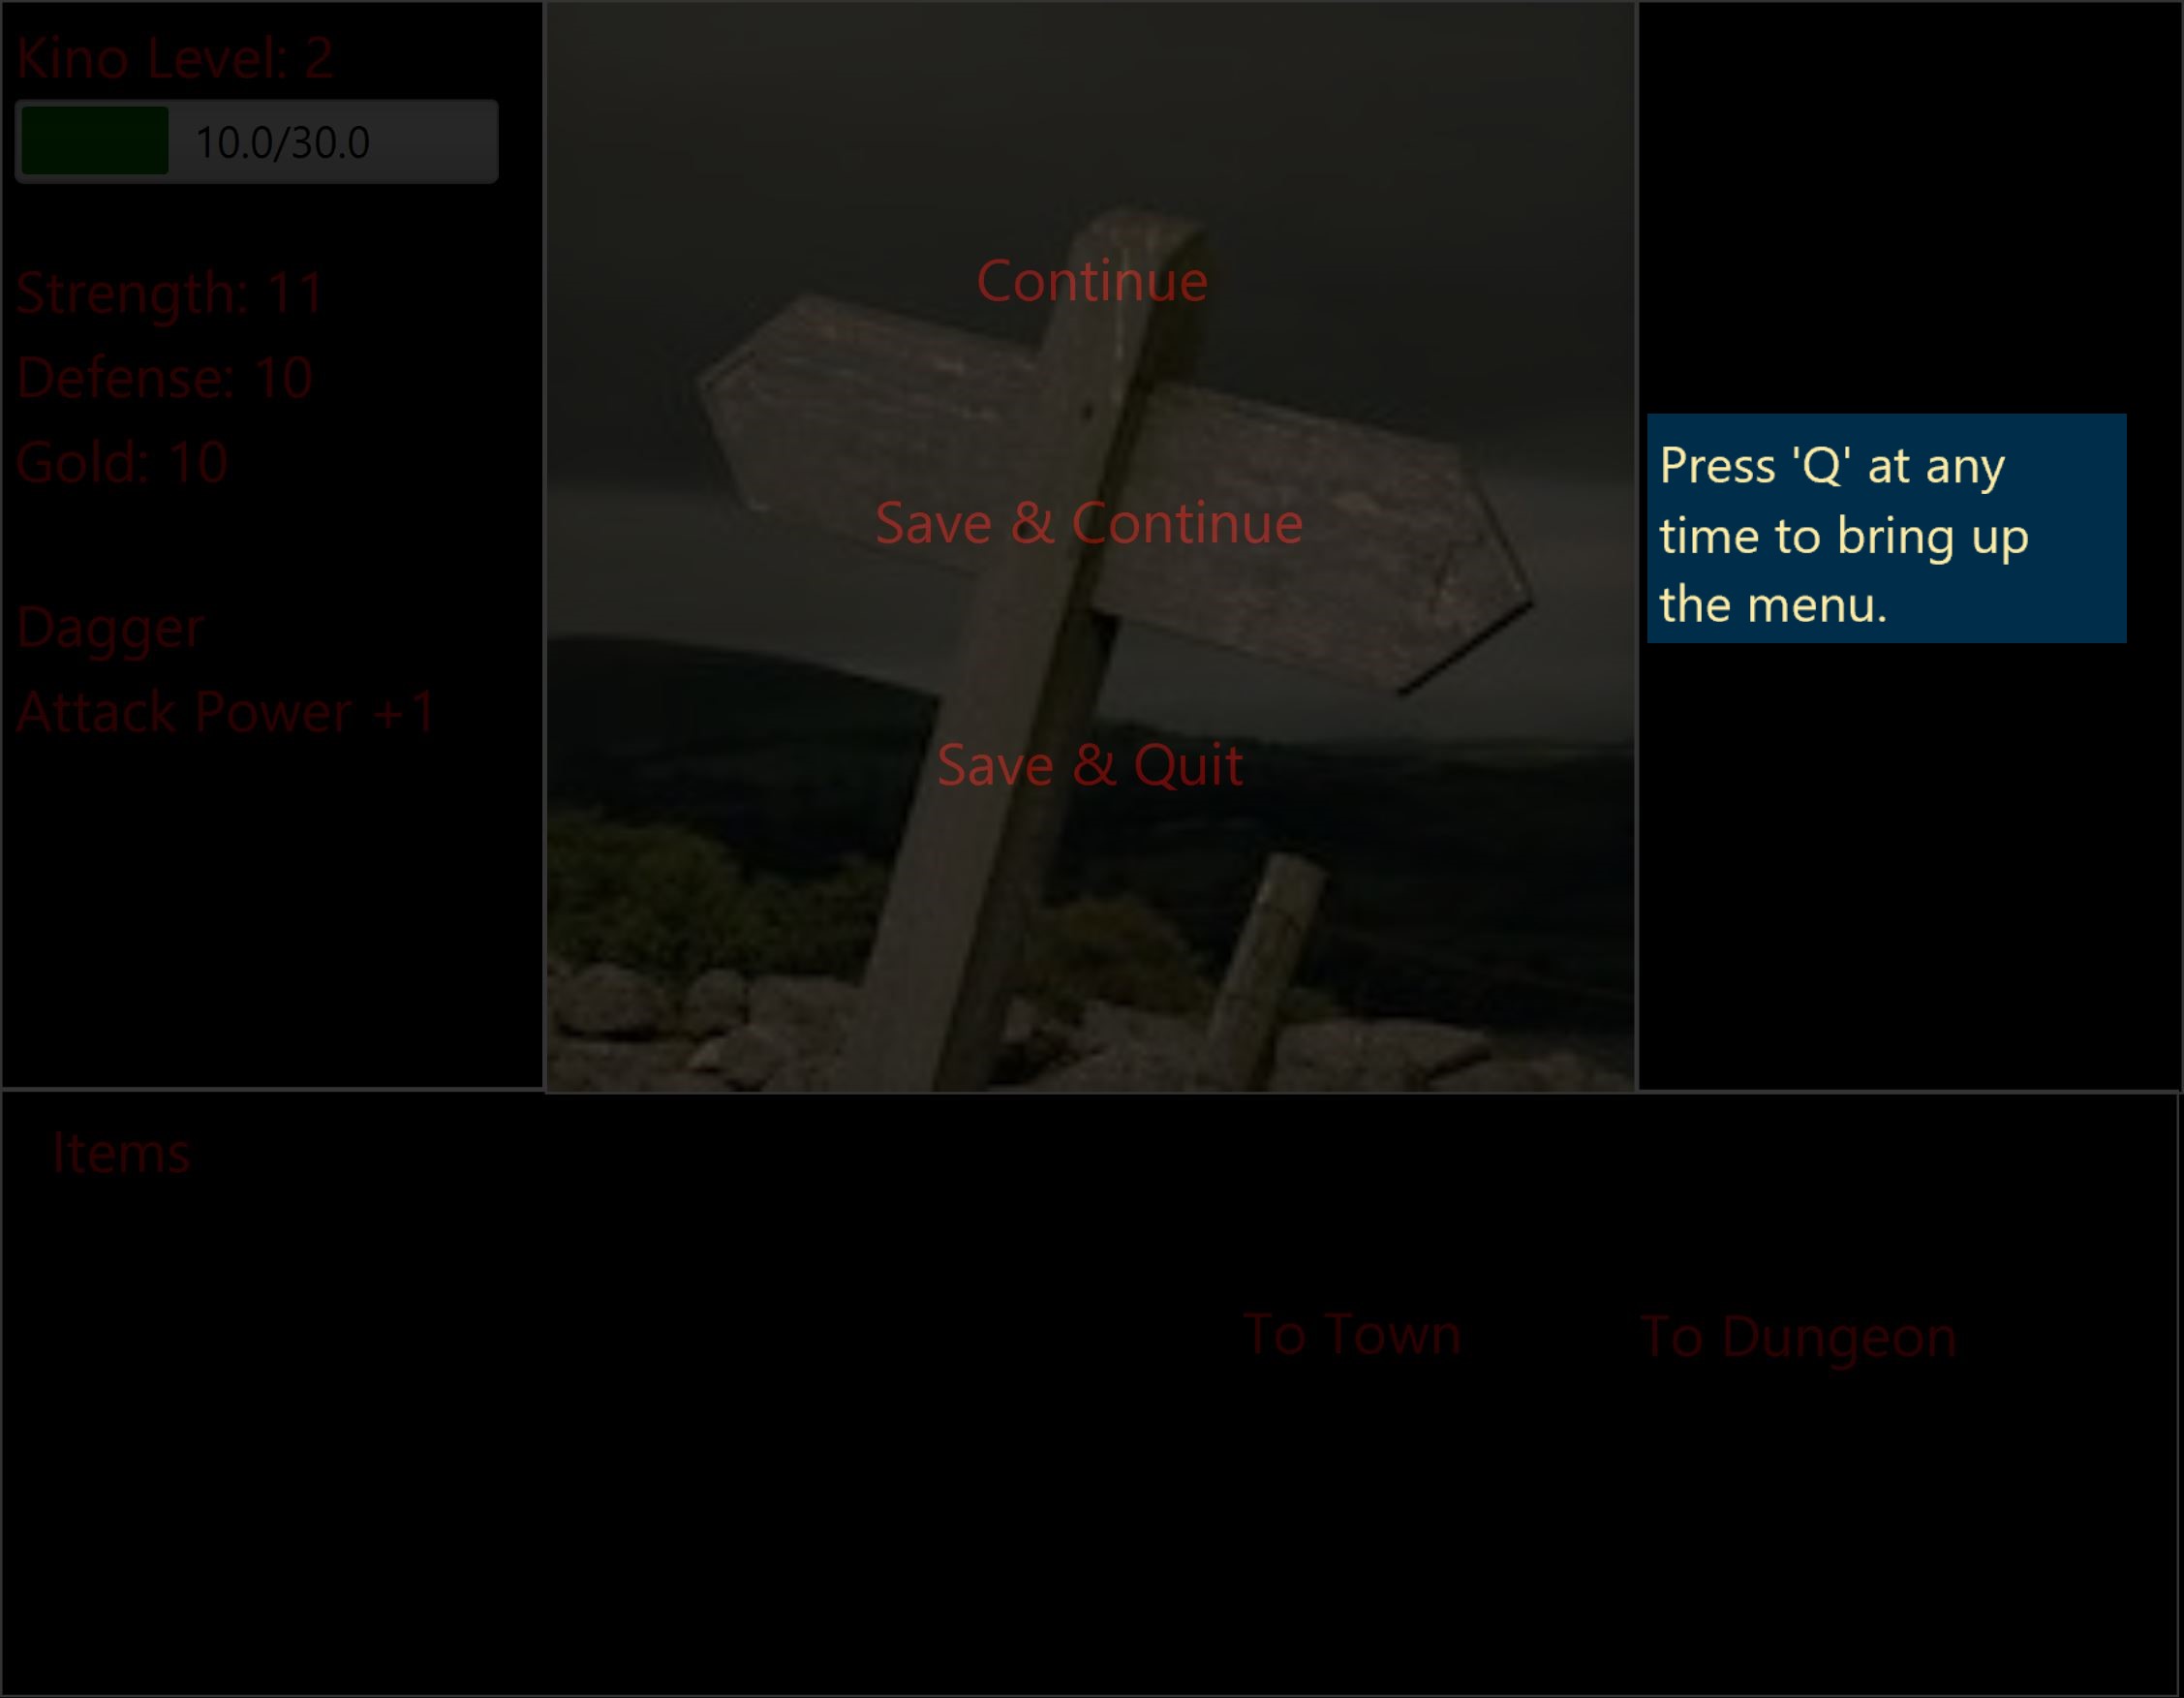 Kino Level: 2
10.0/30.0
Strength: 11
Defense: 10
Gold: 10
Dagger
Attack Power +1
Continue
Save & Continue
Save & Quit
Press 'Q' at any
time to bring up
the menu.
Items
To Town
To Dungeon